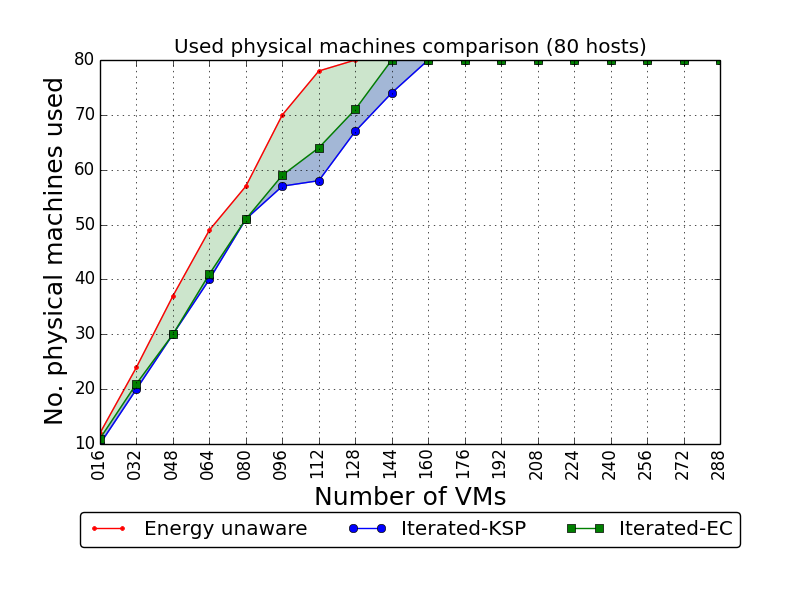 Used physical machines comparison (80 hosts)
No. physical machines used
80
70
60
50
40
30
20
10
016 032 048 064 080 096 112 128 144 160 176 192 208 224 240 256 272 288
Number of VMs
Energy unaware Iterated-KSP Iterated-EC